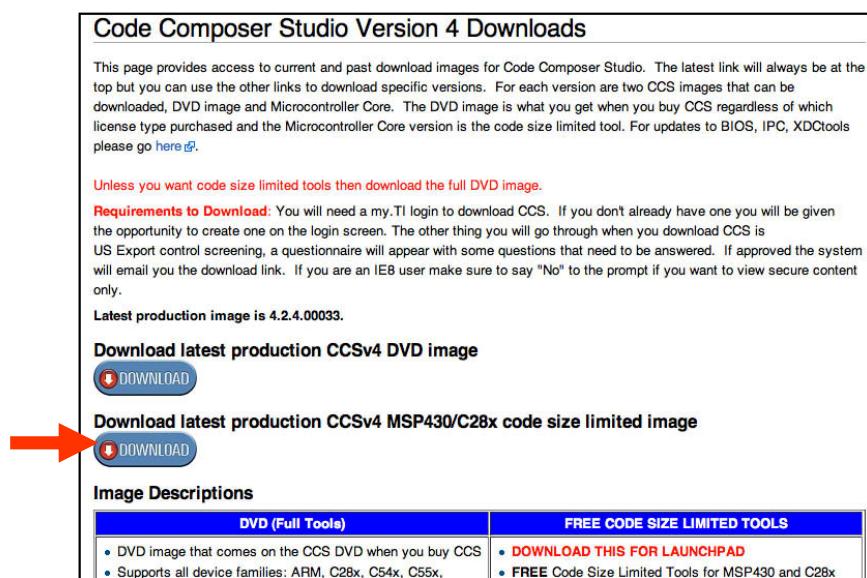 Code Composer Studio Version 4 Downloads
This page provides access to current and past download images for Code Composer Studio. The latest link will always be at the
top but you can use the other links to download specific versions. For each version are two CCS images that can be
downloaded, DVD image and Microcontroller Core. The DVD image is what you get when you buy CCS regardless of which
license type purchased and the Microcontroller Core version is the code size limited tool. For updates to BIOS, IPC, XDCtools
please go here.
Unless you want code size limited tools then download the full DVD image.
Requirements to Download: You will need a my.TI login to download CCS. If you don't already have one you will be given
the opportunity to create one on the login screen. The other thing you will go through when you download CCS is
US Export control screening, a questionnaire will appear with some questions that need to be answered. If approved the system
will email you the download link. If you are an IE8 user make sure to say "No" to the prompt if you want to view secure content
only.
Latest production image is 4.2.4.00033.
Download latest production CCSv4 DVD image
DOWNLOAD
Download latest production CCSv4 MSP430/C28x code size limited image
DOWNLOAD
Image Descriptions
DVD (Full Tools)
FREE CODE SIZE LIMITED TOOLS
• DVD image that comes on the CCS DVD when you buy CCS
• Supports all device families: ARM, C28x, C54x, C55x,
• DOWNLOAD THIS FOR LAUNCHPAD
• FREE Code Size Limited Tools for MSP430 and C28x